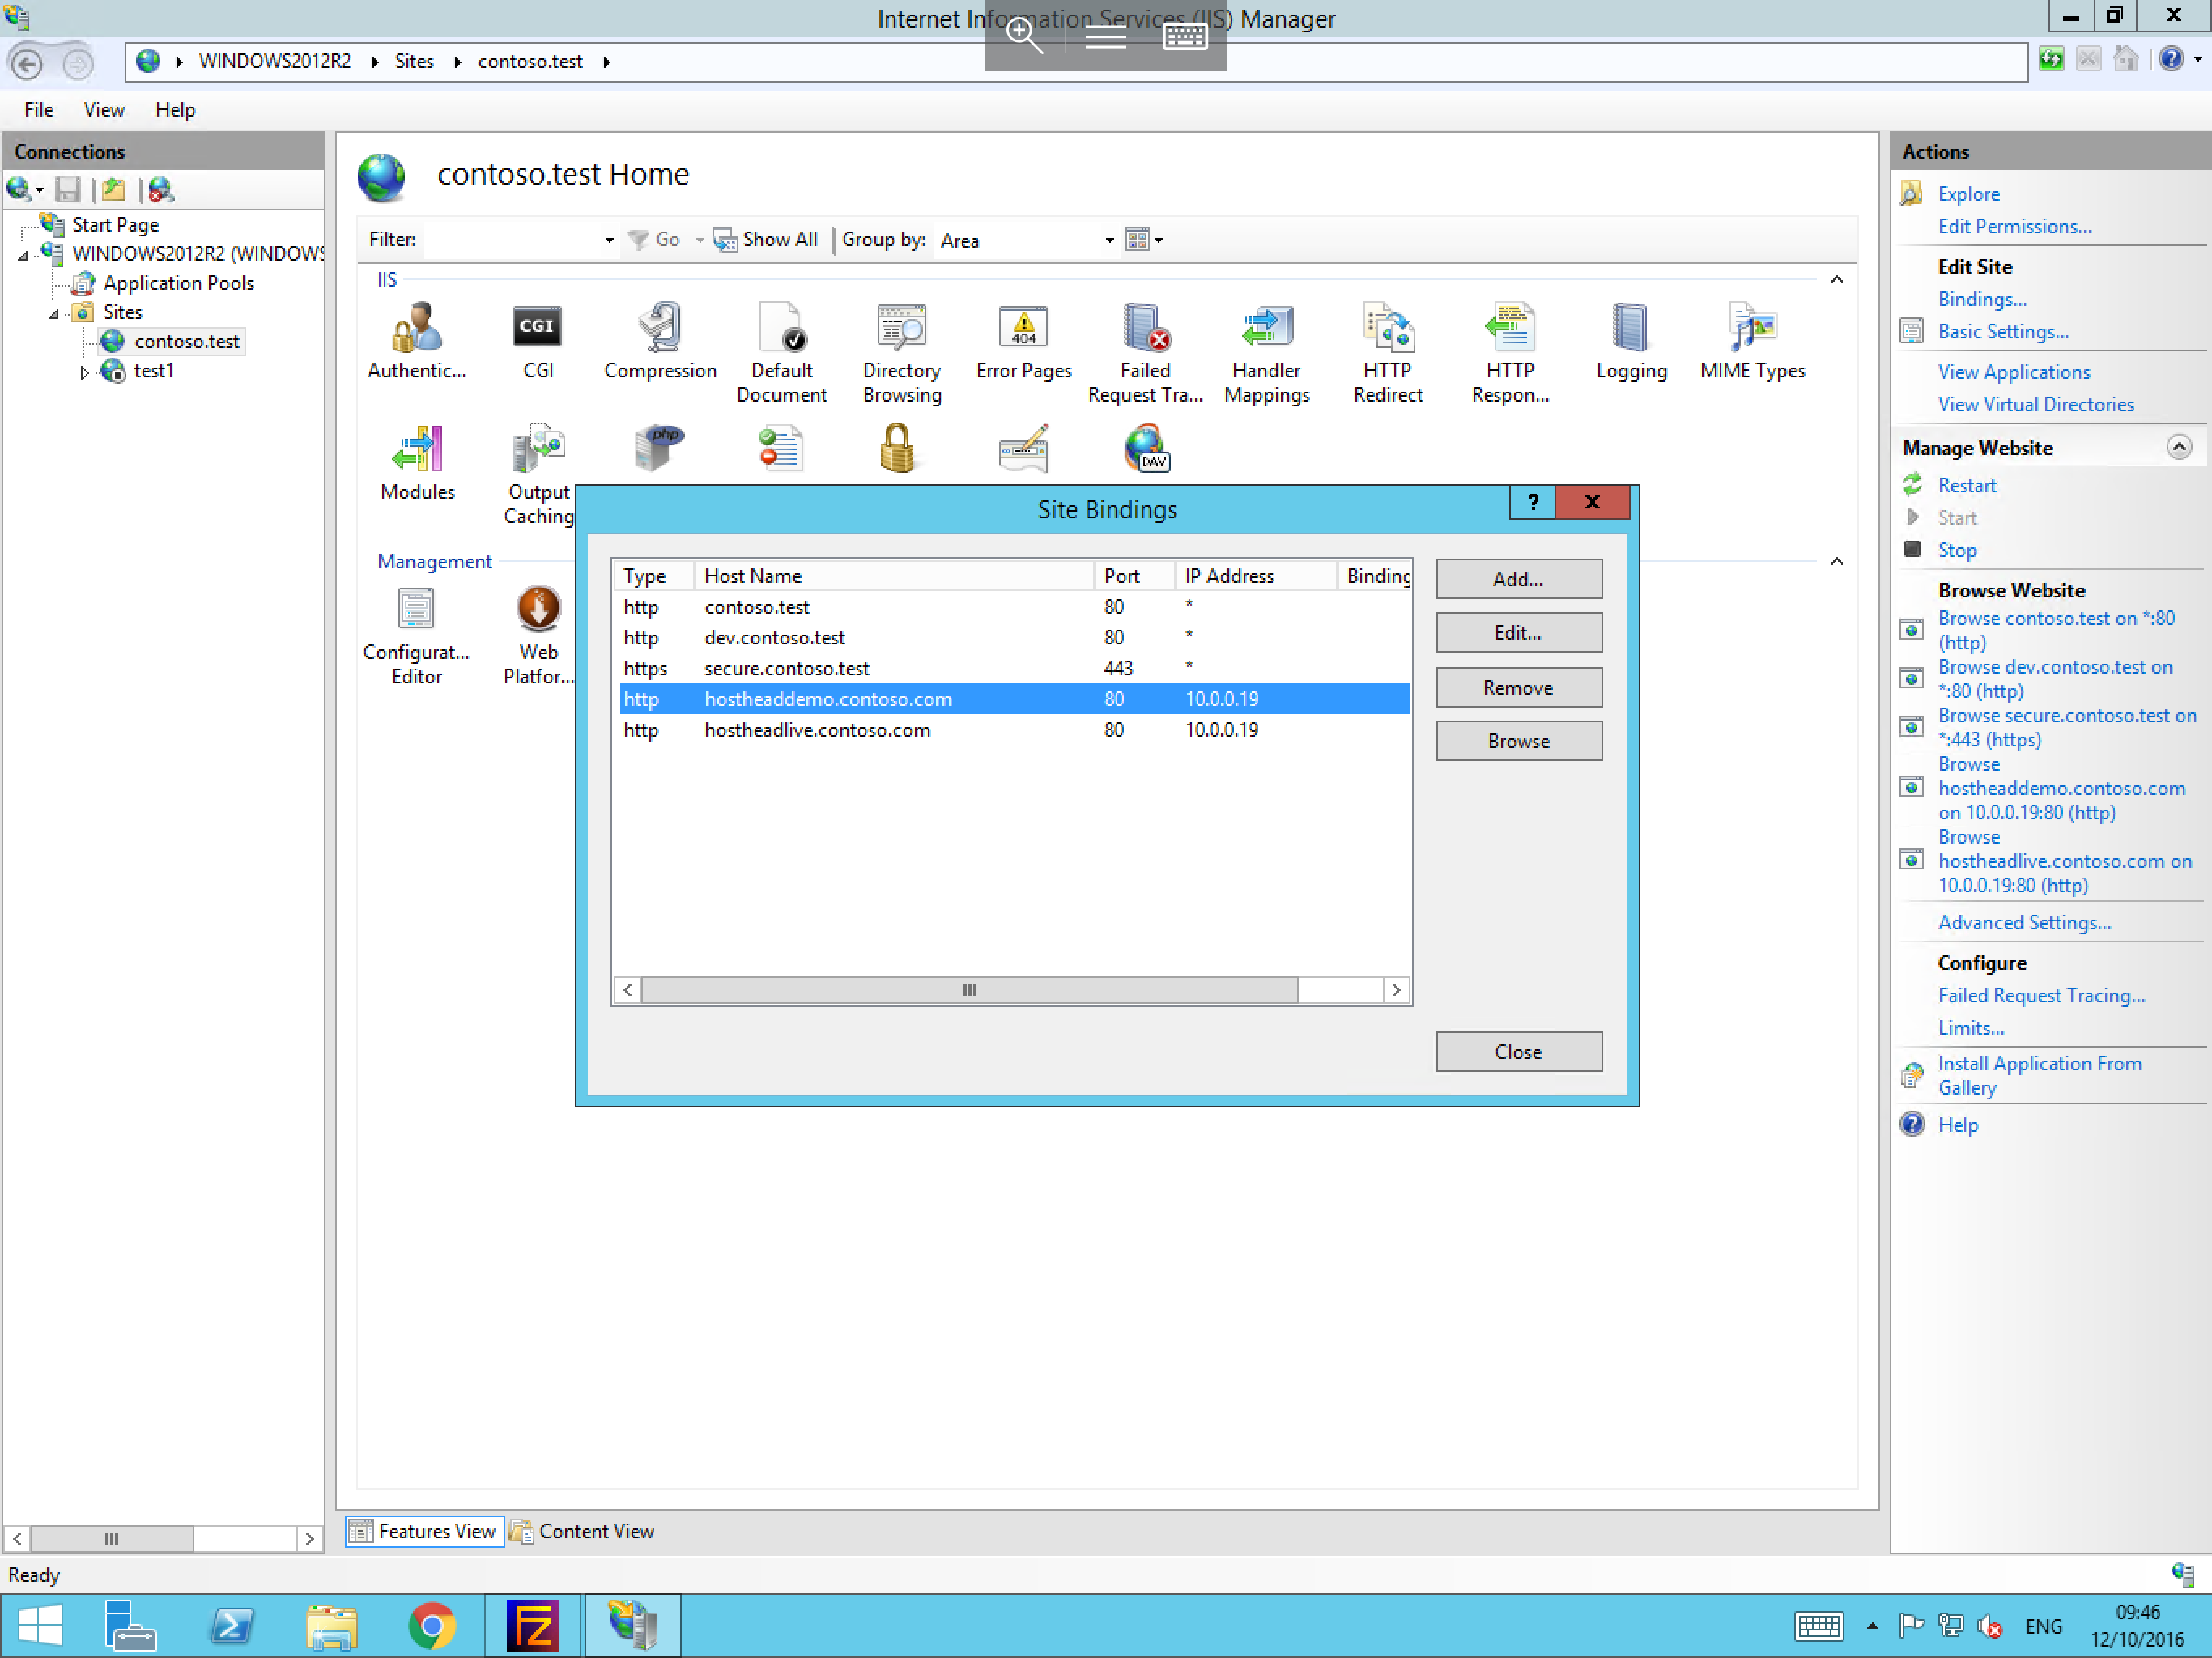 Internet Information Services (IIS) Manager
WINDOWS2012R2 Sites contoso.test
File View Help
Connections
Start Page
WINDOWS2012R2 (WINDOWS
Application Pools
Sites
contoso.test
test1
contoso.test Home
Filter: Go Show All Group by: Area
IIS
Authentic...
CGI
Compression
Default
Document
Directory
Browsing
Error Pages
404
Failed
Request Tra...
Handler
Mappings
HTTP
Redirect
HTTP
Respon...
Logging
MIME Types
CGI
Modules
Output
Caching
php
DAV
Management
Configurat...
Editor
Web
Platfor...
Site Bindings
? X
Type Host Name Port IP Address Binding
http contoso.test 80 *
http dev.contoso.test 80 *
https secure.contoso.test 443 *
http hostheaddemo.contoso.com 80 10.0.0.19
http hostheadlive.contoso.com 80 10.0.0.19
Add...
Edit...
Remove
Browse
Close
Actions
Explore
Edit Permissions...
Edit Site
Bindings...
Basic Settings...
View Applications
View Virtual Directories
Manage Website
Restart
Start
Stop
Browse Website
Browse contoso.test on *:80
(http)
Browse dev.contoso.test on
*:80 (http)
Browse secure.contoso.test on
*:443 (https)
Browse
hostheaddemo.contoso.com
on 10.0.0.19:80 (http)
Browse
hostheadlive.contoso.com on
10.0.0.19:80 (http)
Advanced Settings...
Configure
Failed Request Tracing...
Limits...
Install Application From
Gallery
Help
Features View Content View
Ready
FZ
ENG
09:46
12/10/2016